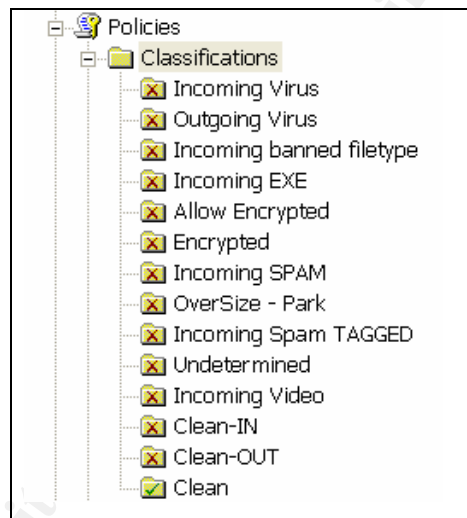 Policies
Classifications
Incoming Virus
Outgoing Virus
Incoming banned filetype
Incoming EXE
Allow Encrypted
Encrypted
Incoming SPAM
OverSize - Park
Incoming Spam TAGGED
Undetermined
Incoming Video
Clean-IN
Clean-OUT
Clean